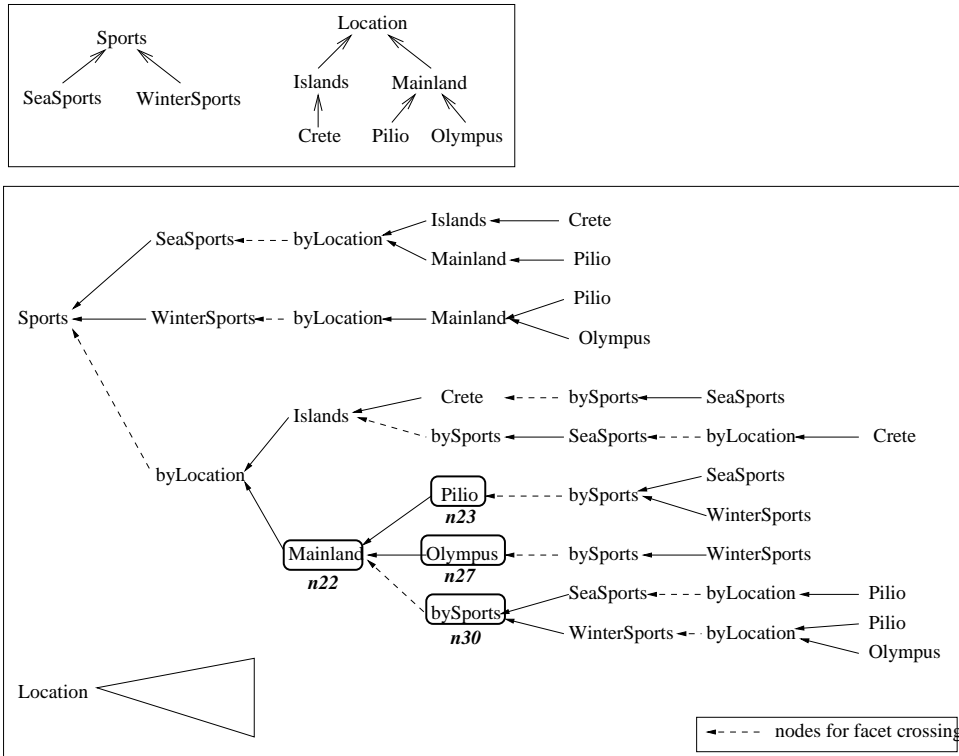 Sports Location
SeaSports WinterSports Islands Mainland
Crete Pilio Olympus
Islands Crete
SeaSports byLocation
Mainland Pilio
Pilio
Sports WinterSports byLocation Mainland
Olympus
Crete bySports SeaSports
Islands
bySports SeaSports byLocation Crete
byLocation
SeaSports
Pilio bySports
n23 WinterSports
Mainland Olympus bySports WinterSports
n22 n27
SeaSports byLocation Pilio
bySports
Pilio
n30 WinterSports byLocation
Olympus
Location
nodes for facet crossing